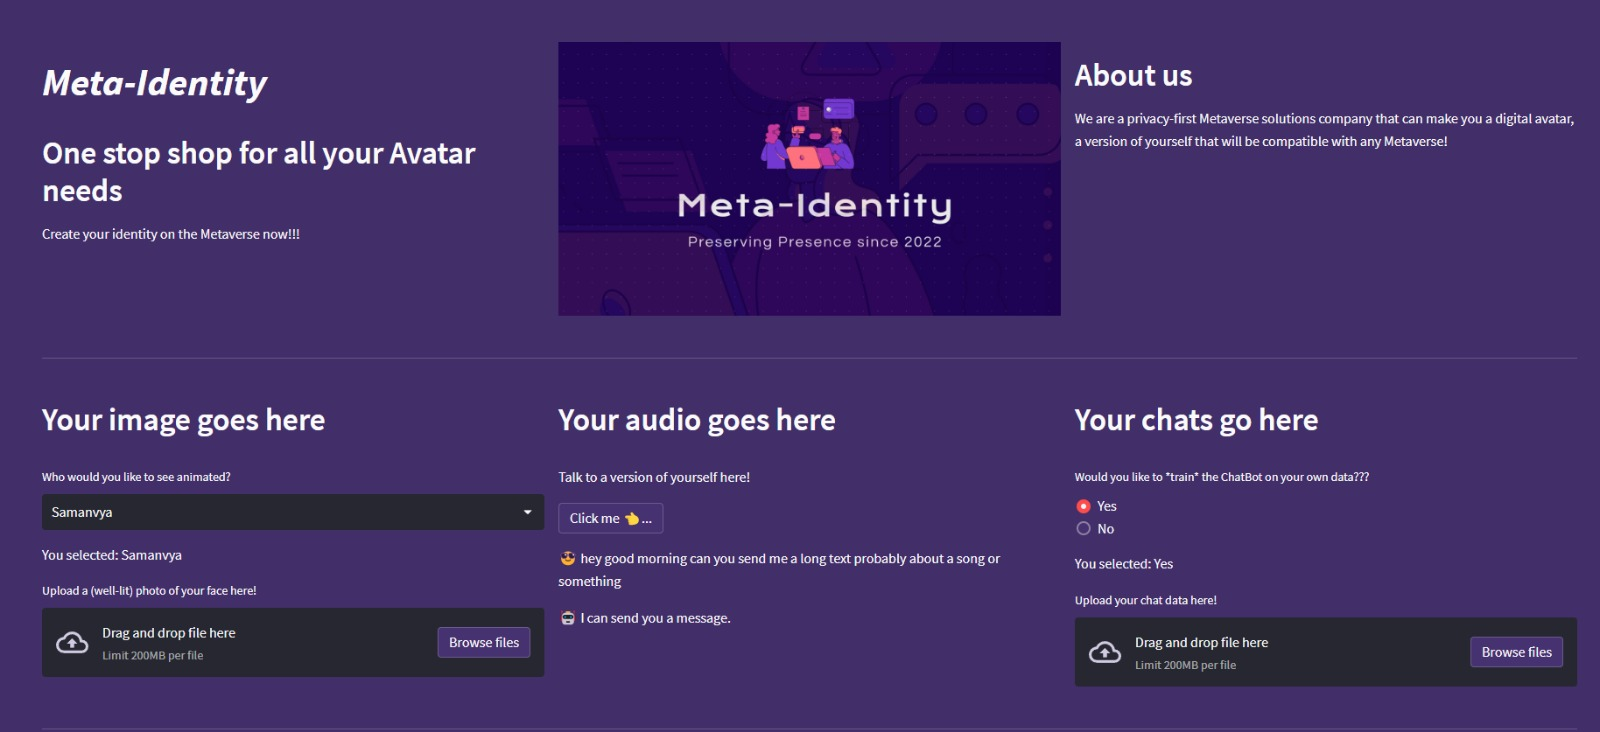 Meta-Identity
One stop shop for all your Avatar
needs
Create your identity on the Metaverse now!!!
Meta-Identity
Preserving Presence since 2022
About us
We are a privacy-first Metaverse solutions company that can make you a digital avatar,
a version of yourself that will be compatible with any Metaverse!
Your image goes here
Who would you like to see animated?
Samanvya
You selected: Samanvya
Upload a (well-lit) photo of your face here!
Drag and drop file here
Limit 200MB per file
Browse files
Your audio goes here
Talk to a version of yourself here!
Click me 👈...
😎 hey good morning can you send me a long text probably about a song or
something
🤖 I can send you a message.
Your chats go here
Would you like to *train* the ChatBot on your own data???
Yes
No
You selected: Yes
Upload your chat data here!
Drag and drop file here
Limit 200MB per file
Browse files